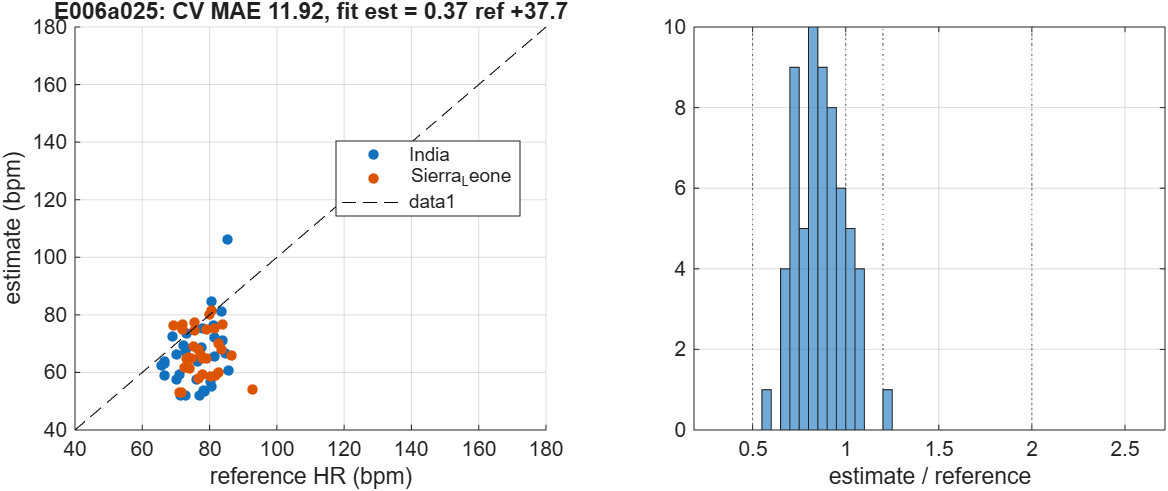 E006a025: CV MAE 11.92, fit est = 0.37 ref +37.7
180
160
140
120
100
80
60
40
40 60 80 100 120 140 160 180
estimate (bpm)
reference HR (bpm)
India
Sierra_Leone
data1
10
8
6
4
2
0
0.5 1 1.5 2 2.5
estimate / reference